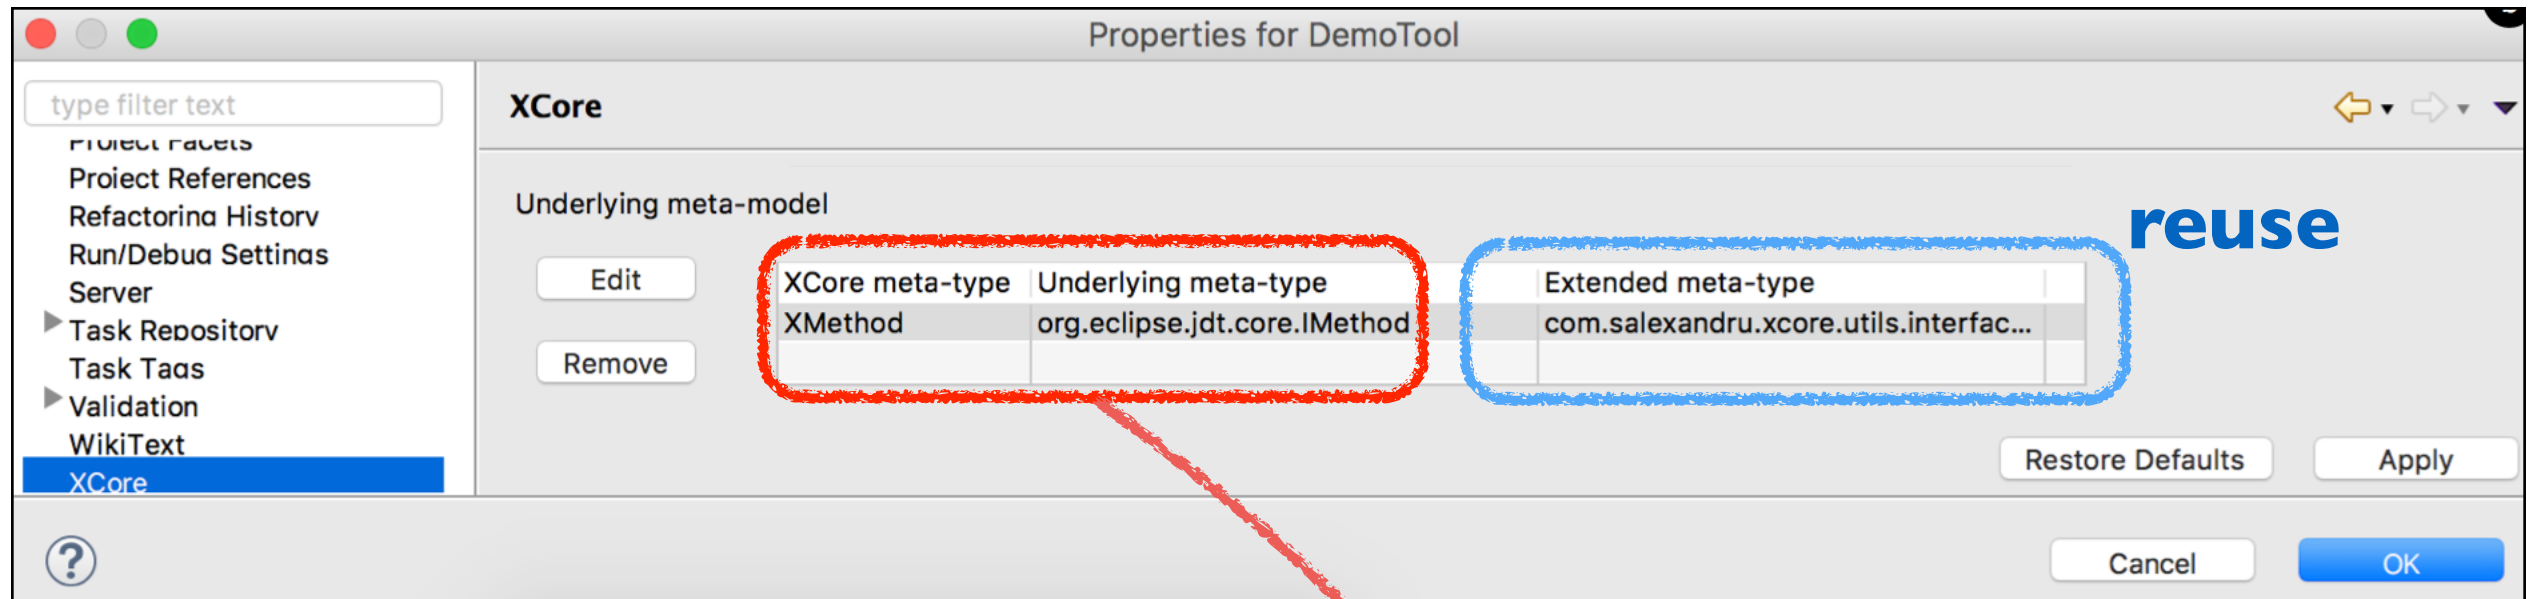 Properties for DemoTool
type filter text
Project Facets
Project References
Refactoring History
Run/Debug Settings
Server
Task Repository
Task Tags
Validation
WikiText
XCore
XCore
Underlying meta-model
reuse
Edit
Remove
XCore meta-type Underlying meta-type Extended meta-type
XMethod org.eclipse.jdt.core.IMethod com.salexandru.xcore.utils.interfac...
Restore Defaults Apply
? Cancel OK